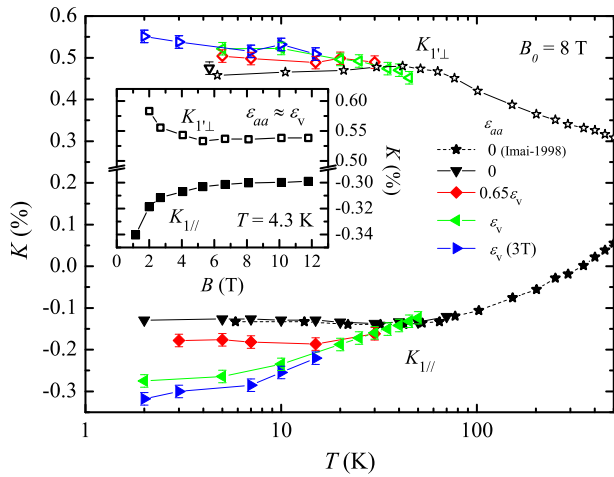 0.6
0.5
0.4
0.3
0.2
0.1
0.0
-0.1
-0.2
-0.3
K (%)
1
10
100
T (K)
K1'⊥
B0 = 8 T
εaa
0 (Imai-1998)
0
0.65εv
εv
εv (3T)
K1//
K1'⊥
εaa ≈ εv
K1//
T = 4.3 K
0.60
0.55
0.50
-0.30
-0.32
-0.34
K (%)
0 2 4 6 8 10 12
B (T)